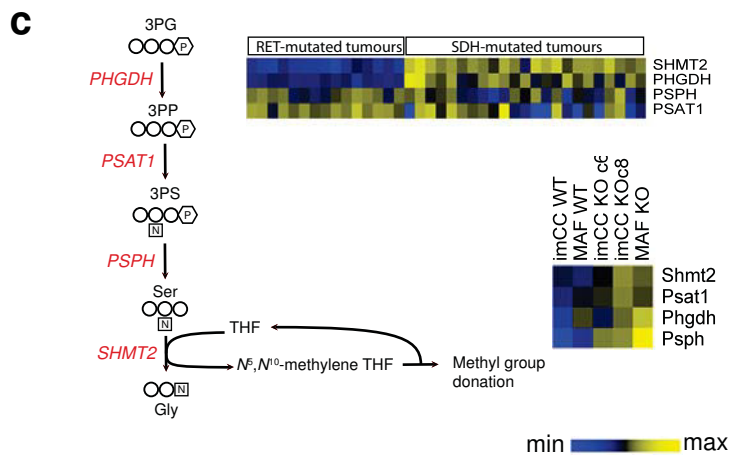 c
3PG
P
PHGDH
3PP
P
PSAT1
3PS
P
N
PSPH
Ser
N
SHMT2
THF
N5,N10-methylene THF
Methyl group
donation
N
Gly
RET-mutated tumours
SDH-mutated tumours
SHMT2
PHGDH
PSPH
PSAT1
imCC WT
MAF WT
imCC KO c6
imCC KOc8
MAF KO
Shmt2
Psat1
Phgdh
Psph
min
max